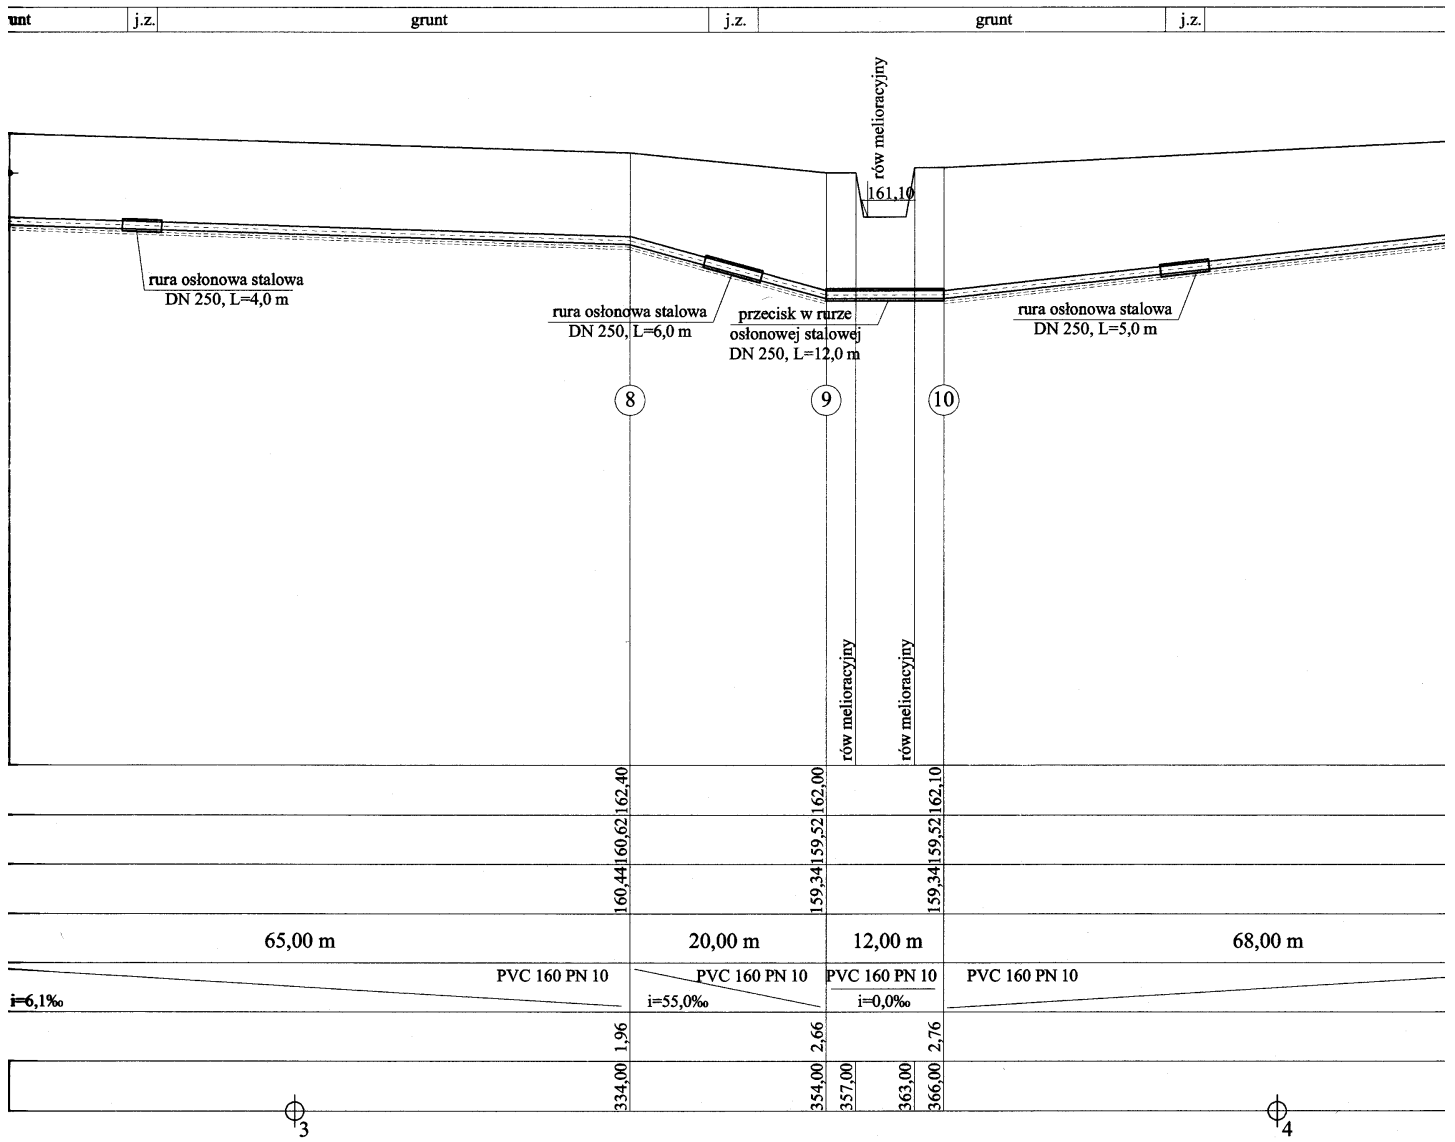 unt j.z. grunt j.z. grunt j.z.
rów melioracyjny
161,10
rura osłonowa stalowa
DN 250, L=4,0 m
rura osłonowa stalowa
DN 250, L=6,0 m
przecisk w rurze
osłonowej stalowej
DN 250, L=12,0 m
rura osłonowa stalowa
DN 250, L=5,0 m
8 9 10
rów melioracyjny
rów melioracyjny
162,40 162,00 162,10
160,62 159,52 159,52
160,44 159,34 159,34
65,00 m 20,00 m 12,00 m 68,00 m
PVC 160 PN 10 PVC 160 PN 10 PVC 160 PN 10 PVC 160 PN 10
i=6,1‰ i=55,0‰ i=0,0‰
1,96 2,66 2,76
334,00 354,00 357,00 363,00 366,00
3 4